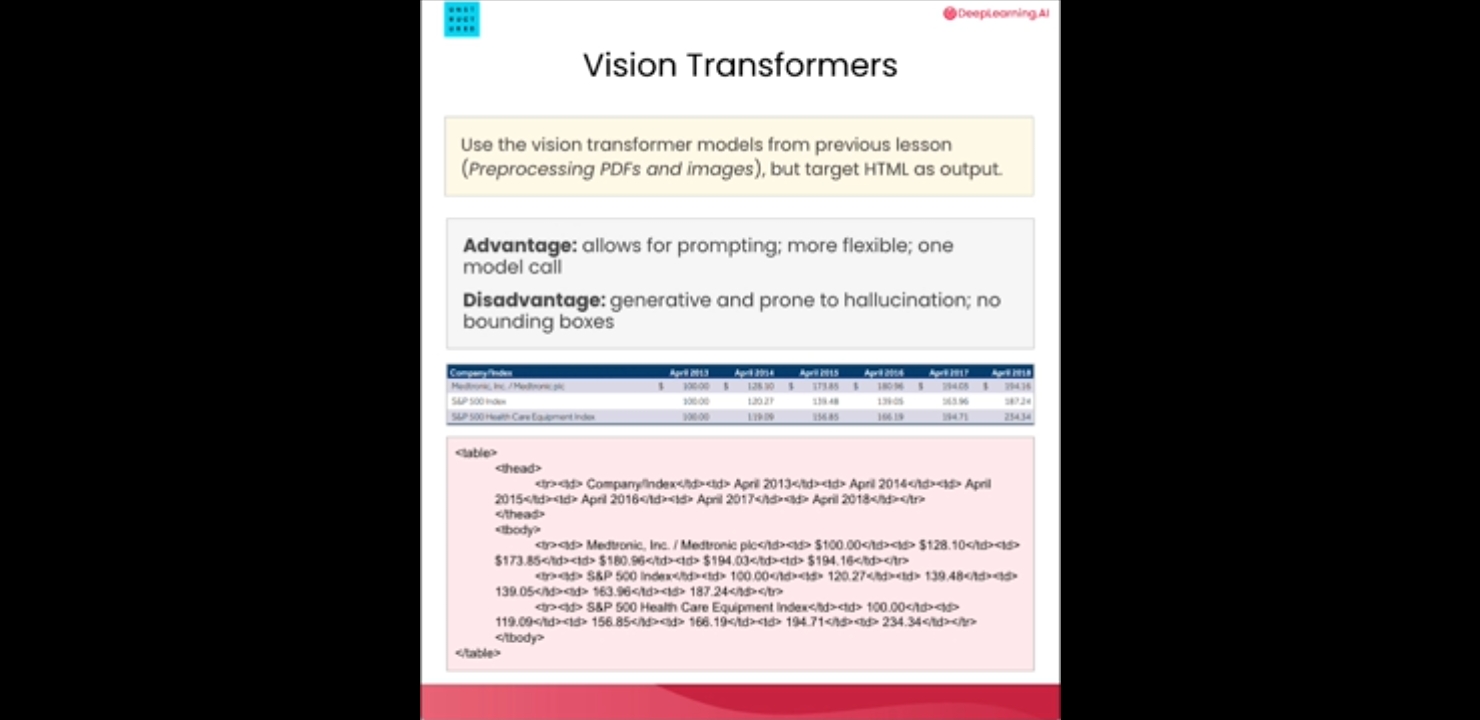 UNST
RUCT
URED
DeepLearning.AI
Vision Transformers
Use the vision transformer models from previous lesson
(Preprocessing PDFs and images), but target HTML as output.
Advantage: allows for prompting; more flexible; one
model call
Disadvantage: generative and prone to hallucination; no
bounding boxes
Company/Index April 2013 April 2014 April 2015 April 2016 April 2017 April 2018
Medtronic, Inc. / Medtronic plc $ 100.00 $ 128.10 $ 173.85 $ 180.96 $ 194.03 $ 194.16
S&P 500 Index 100.00 120.27 139.48 139.05 163.96 187.24
S&P 500 Health Care Equipment Index 100.00 119.09 156.85 166.19 194.71 234.34
<table>
<thead>
<tr><td> Company/Index</td><td> April 2013</td><td> April 2014</td><td> April
2015</td><td> April 2016</td><td> April 2017</td><td> April 2018</td></tr>
</thead>
<tbody>
<tr><td> Medtronic, Inc. / Medtronic plc</td><td> $100.00</td><td> $128.10</td><td>
$173.85</td><td> $180.96</td><td> $194.03</td><td> $194.16</td></tr>
<tr><td> S&P 500 Index</td><td> 100.00</td><td> 120.27</td><td> 139.48</td><td>
139.05</td><td> 163.96</td><td> 187.24</td></tr>
<tr><td> S&P 500 Health Care Equipment Index</td><td> 100.00</td><td>
119.09</td><td> 156.85</td><td> 166.19</td><td> 194.71</td><td> 234.34</td></tr>
</tbody>
</table>